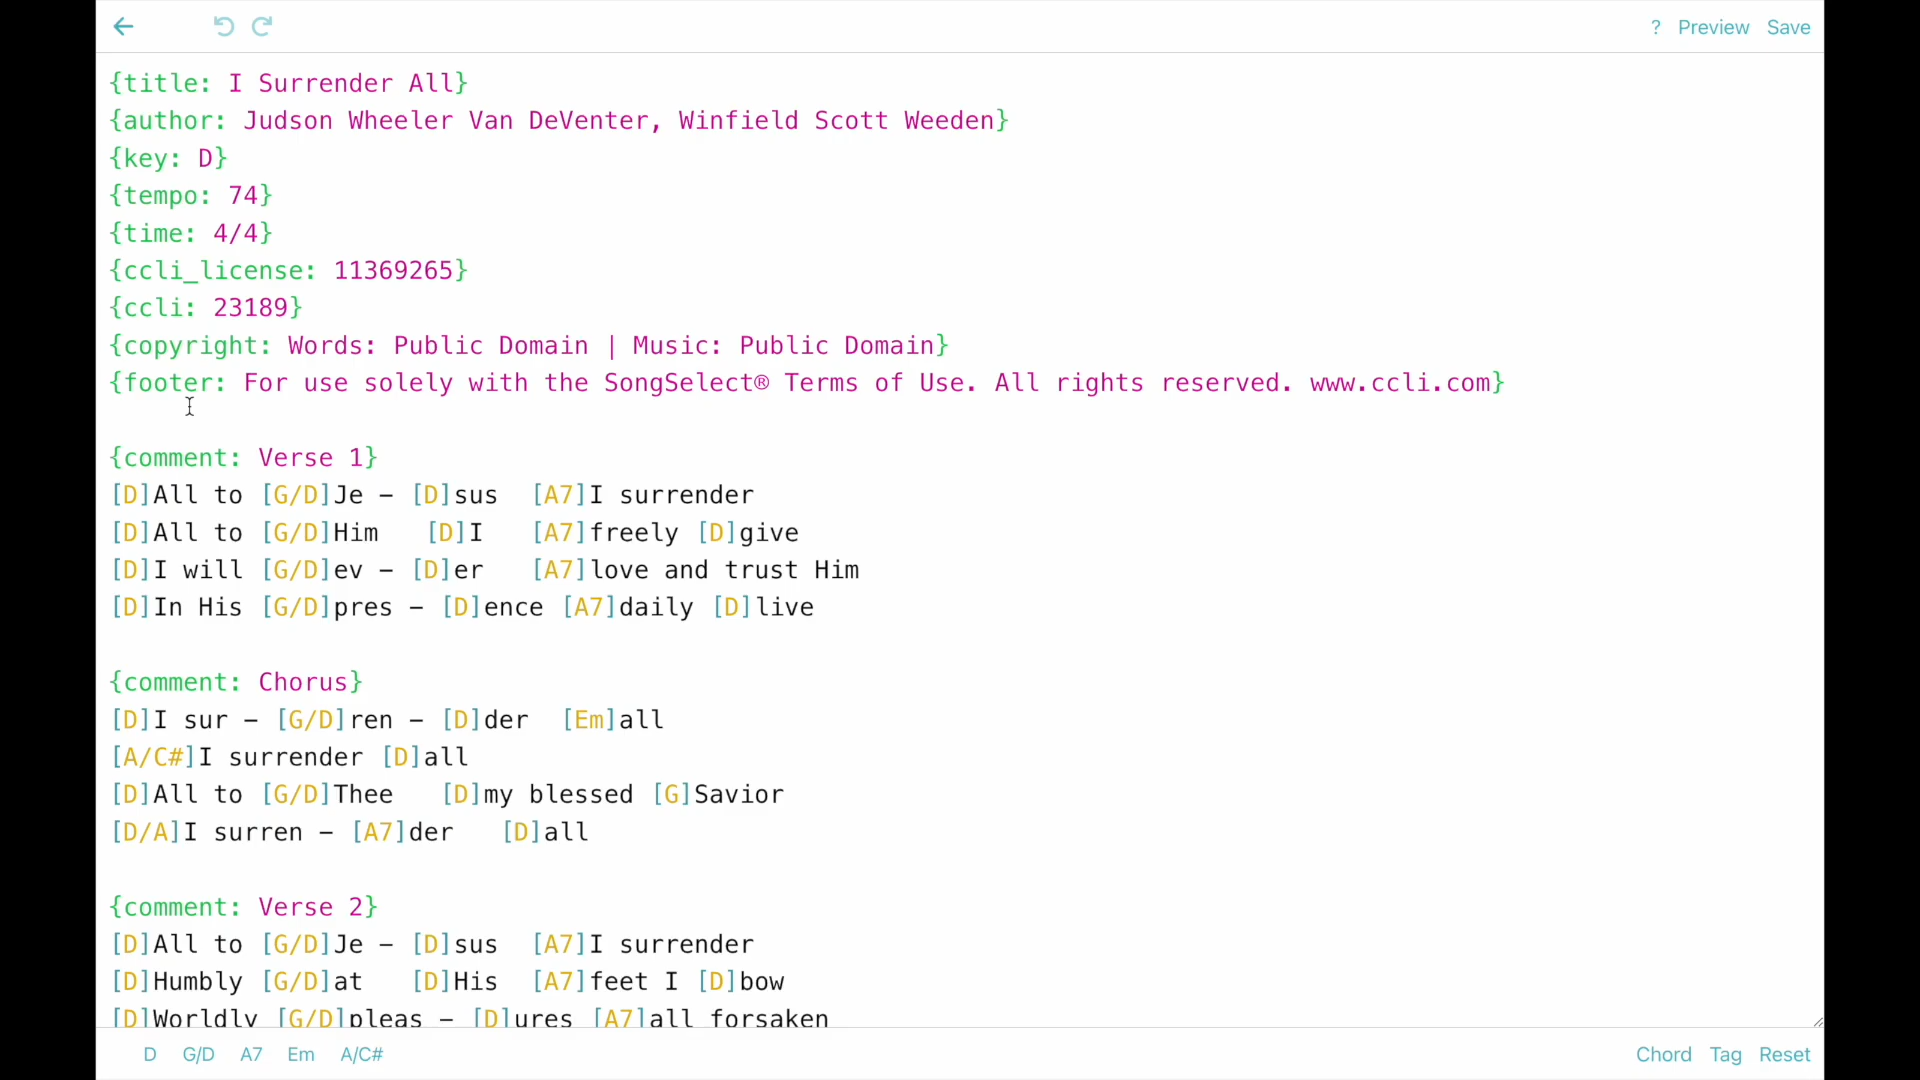 ? Preview Save
{title: I Surrender All}
{author: Judson Wheeler Van DeVenter, Winfield Scott Weeden}
{key: D}
{tempo: 74}
{time: 4/4}
{ccli_license: 11369265}
{ccli: 23189}
{copyright: Words: Public Domain | Music: Public Domain}
{footer: For use solely with the SongSelect® Terms of Use. All rights reserved. www.ccli.com}
{comment: Verse 1}
[D]All to [G/D]Je – [D]sus  [A7]I surrender
[D]All to [G/D]Him   [D]I   [A7]freely [D]give
[D]I will [G/D]ev – [D]er   [A7]love and trust Him
[D]In His [G/D]pres – [D]ence [A7]daily [D]live
{comment: Chorus}
[D]I sur – [G/D]ren – [D]der  [Em]all
[A/C#]I surrender [D]all
[D]All to [G/D]Thee   [D]my blessed [G]Savior
[D/A]I surren – [A7]der   [D]all
{comment: Verse 2}
[D]All to [G/D]Je – [D]sus  [A7]I surrender
[D]Humbly [G/D]at   [D]His  [A7]feet I [D]bow
[D]Worldly [G/D]pleas – [D]ures [A7]all forsaken
D G/D A7 Em A/C# Chord Tag Reset